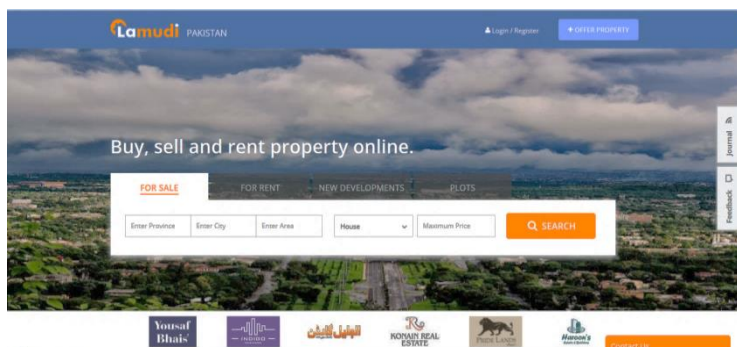 Lamudi PAKISTAN
Login / Register
+ OFFER PROPERTY
Journal
Feedback
Buy, sell and rent property online.
FOR SALE
FOR RENT
NEW DEVELOPMENTS
PLOTS
Enter Province
Enter City
Enter Area
House
Maximum Price
SEARCH
Yousaf
Bhais'
INDIGO
KONAIN REAL
ESTATE
PRIDE LANDS
Haroon's
Contact Us